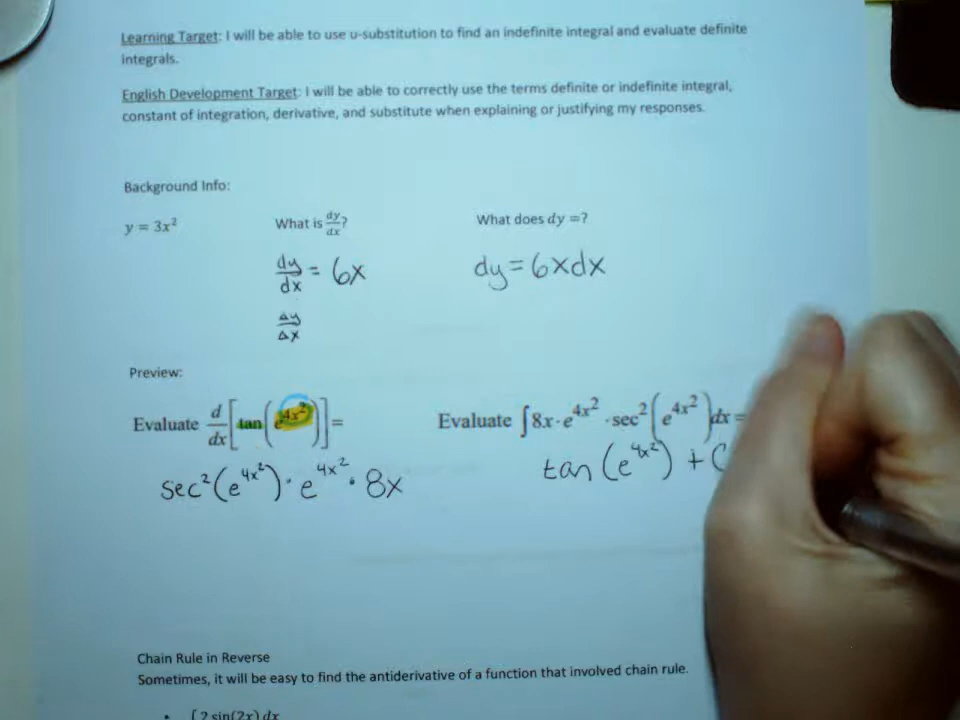 Learning Target: I will be able to use u-substitution to find an indefinite integral and evaluate definite
integrals.
English Development Target: I will be able to correctly use the terms definite or indefinite integral,
constant of integration, derivative, and substitute when explaining or justifying my responses.
Background Info:
y = 3x² What is dy/dx? What does dy =?
dy/dx = 6x dy = 6xdx
Δy/Δx
Preview:
Evaluate d/dx [tan(e^{4x²})] = Evaluate ∫8x·e^{4x²}·sec²(e^{4x²})dx =
sec²(e^{4x²})·e^{4x²}·8x tan(e^{4x²}) + C
Chain Rule in Reverse
Sometimes, it will be easy to find the antiderivative of a function that involved chain rule.
• ∫2 sin(2x) dx